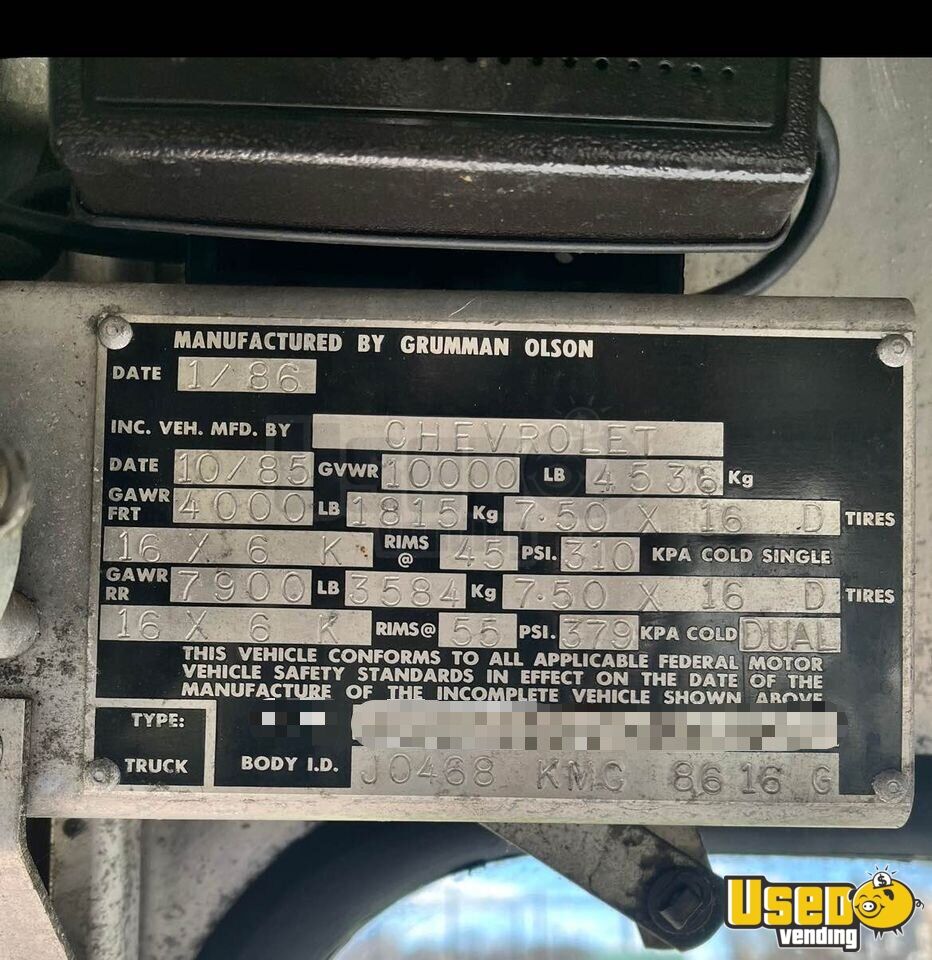 MANUFACTURED BY GRUMMAN OLSON
DATE 1/86
INC. VEH. MFD. BY CHEVROLET
DATE 10/85 GVWR 10000 LB 4536 Kg
GAWR FRT 4000 LB 1815 Kg 7.50 X 16 D TIRES
16 X 6 K RIMS @ 45 PSI. 310 KPA COLD SINGLE
GAWR RR 7900 LB 3584 Kg 7.50 X 16 D TIRES
16 X 6 K RIMS@ 55 PSI. 379 KPA COLD DUAL
THIS VEHICLE CONFORMS TO ALL APPLICABLE FEDERAL MOTOR
VEHICLE SAFETY STANDARDS IN EFFECT ON THE DATE OF THE
MANUFACTURE OF THE INCOMPLETE VEHICLE SHOWN ABOVE
TYPE:
TRUCK
BODY I.D. J0468 KMC 8616 G
USED
vending